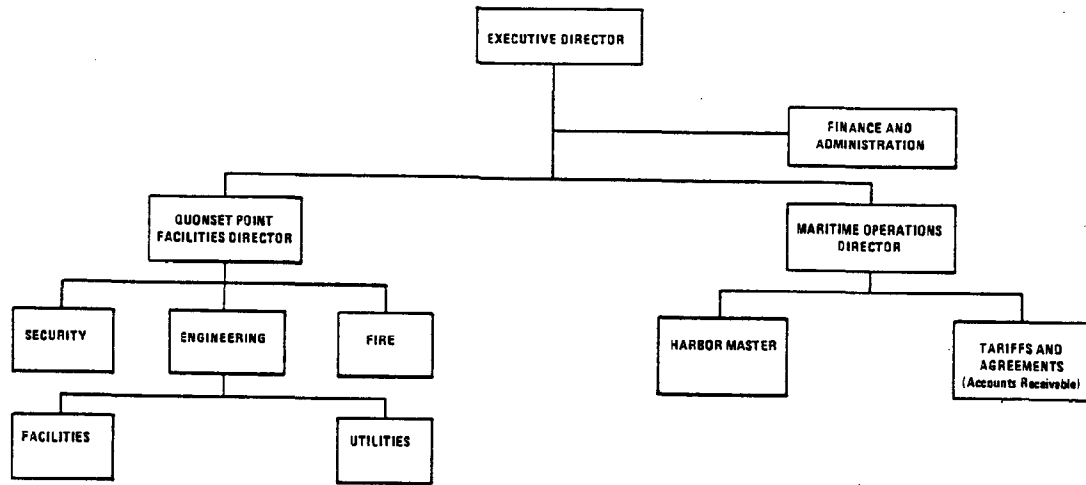 EXECUTIVE DIRECTOR
FINANCE AND
ADMINISTRATION
QUONSET POINT
FACILITIES DIRECTOR
MARITIME OPERATIONS
DIRECTOR
SECURITY
ENGINEERING
FIRE
HARBOR MASTER
TARIFFS AND
AGREEMENTS
(Accounts Receivable)
FACILITIES
UTILITIES